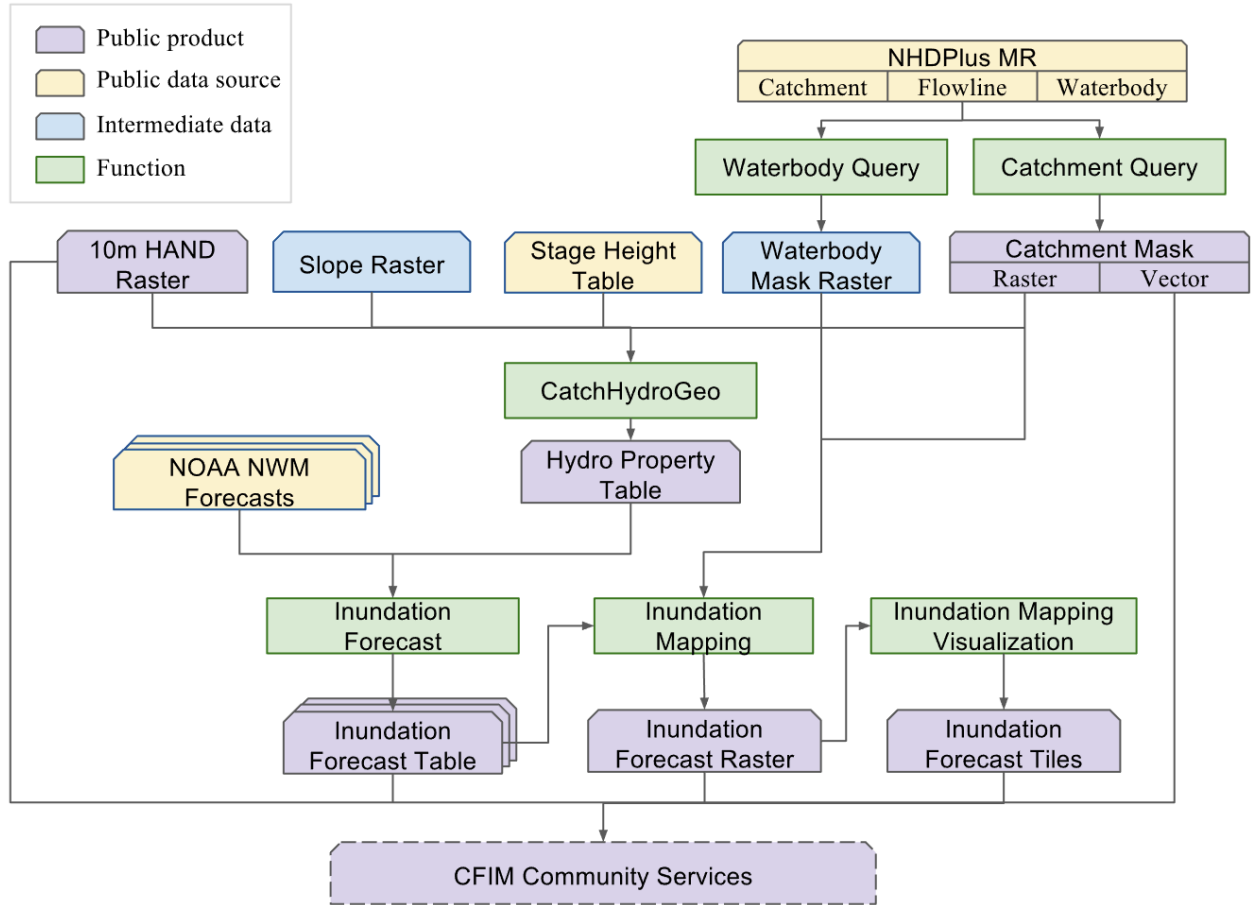 Public product
Public data source
Intermediate data
Function
NHDPlus MR
Catchment
Flowline
Waterbody
Waterbody Query
Catchment Query
10m HAND
Raster
Slope Raster
Stage Height
Table
Waterbody
Mask Raster
Catchment Mask
Raster
Vector
CatchHydroGeo
NOAA NWM
Forecasts
Hydro Property
Table
Inundation
Forecast
Inundation
Mapping
Inundation Mapping
Visualization
Inundation
Forecast Table
Inundation
Forecast Raster
Inundation
Forecast Tiles
CFIM Community Services